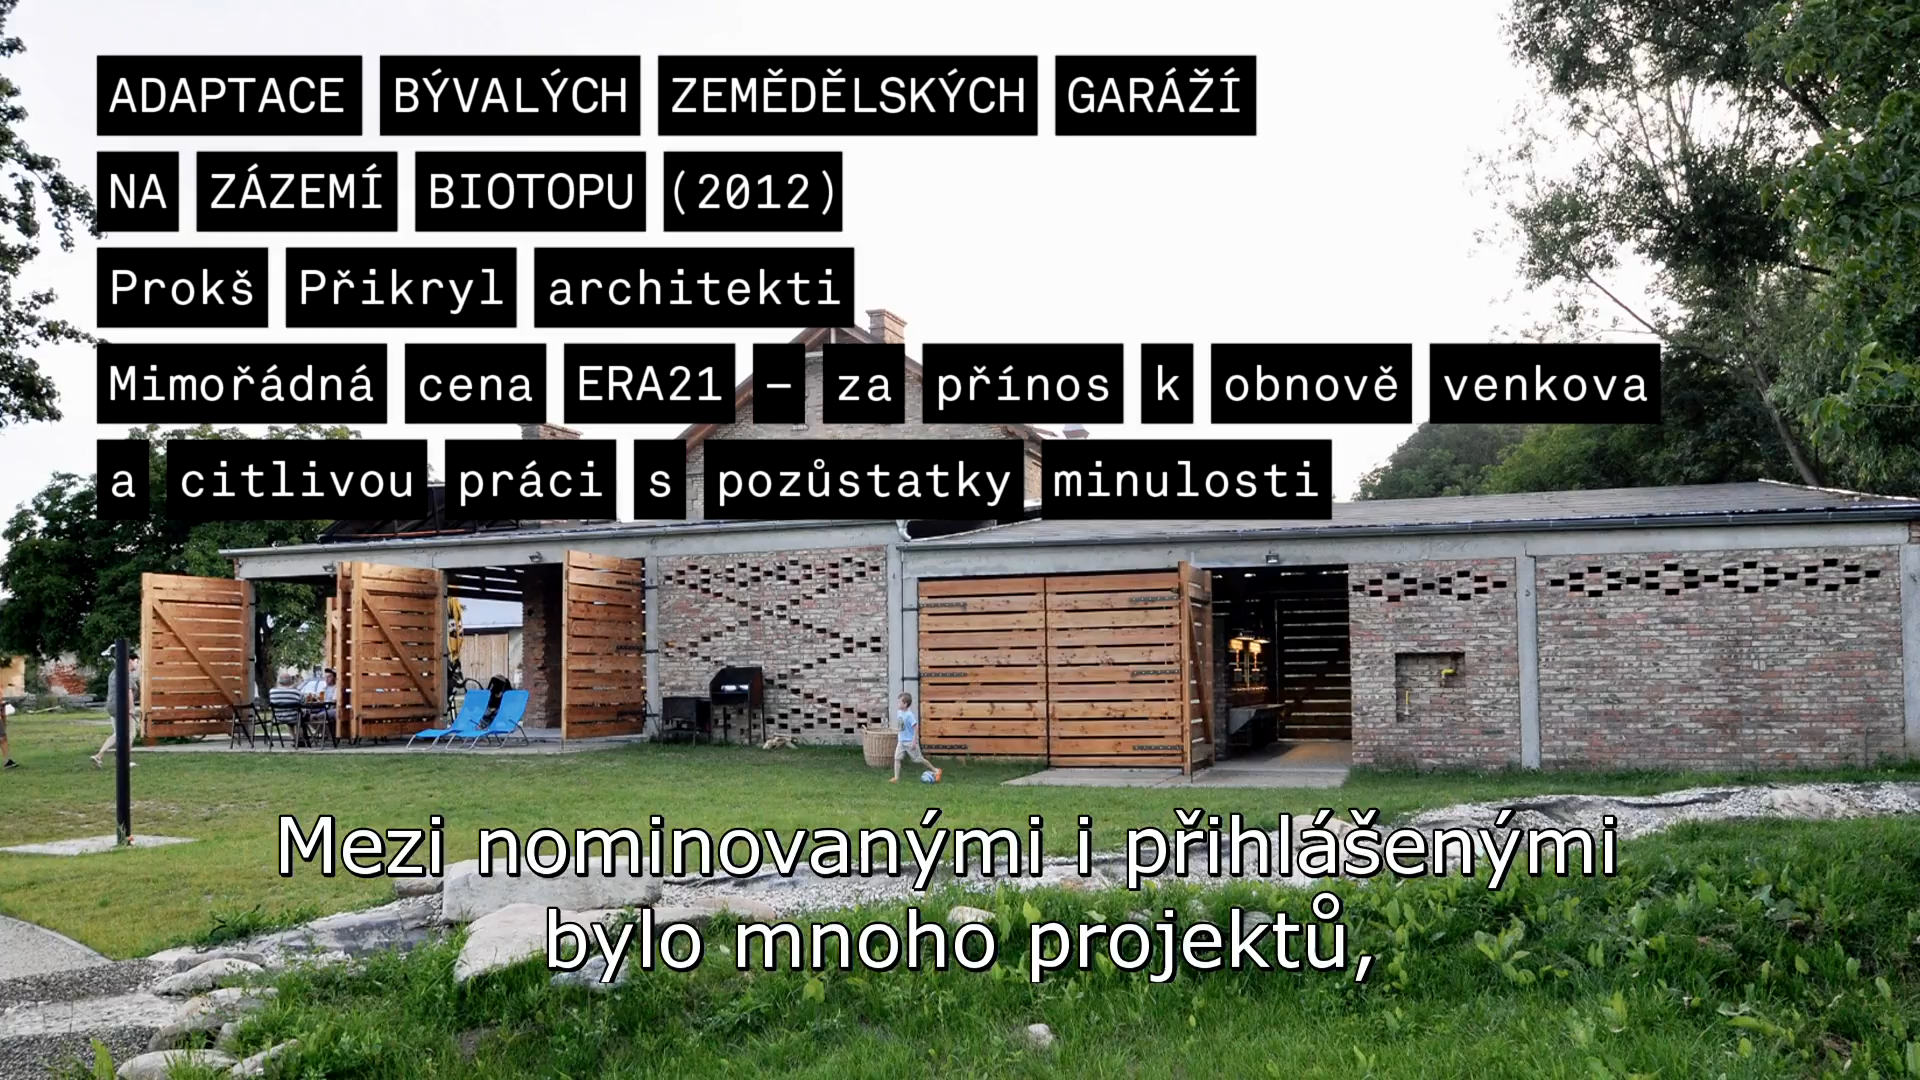 ADAPTACE BÝVALÝCH ZEMĚDĚLSKÝCH GARÁŽÍ
NA ZÁZEMÍ BIOTOPU (2012)
Prokš Přikryl architekti
Mimořádná cena ERA21 – za přínos k obnově venkova
a citlivou práci s pozůstatky minulosti
Mezi nominovanými i přihlášenými
bylo mnoho projektů,